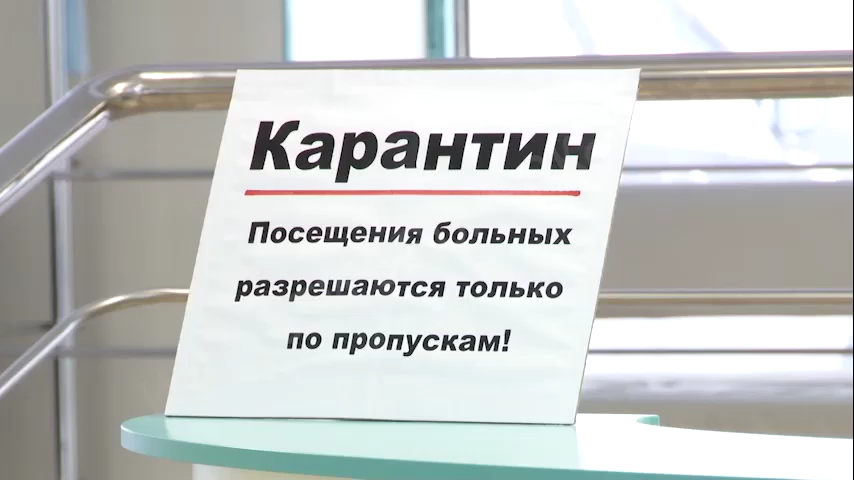 Карантин
Посещения больных
разрешаются только
по пропускам!